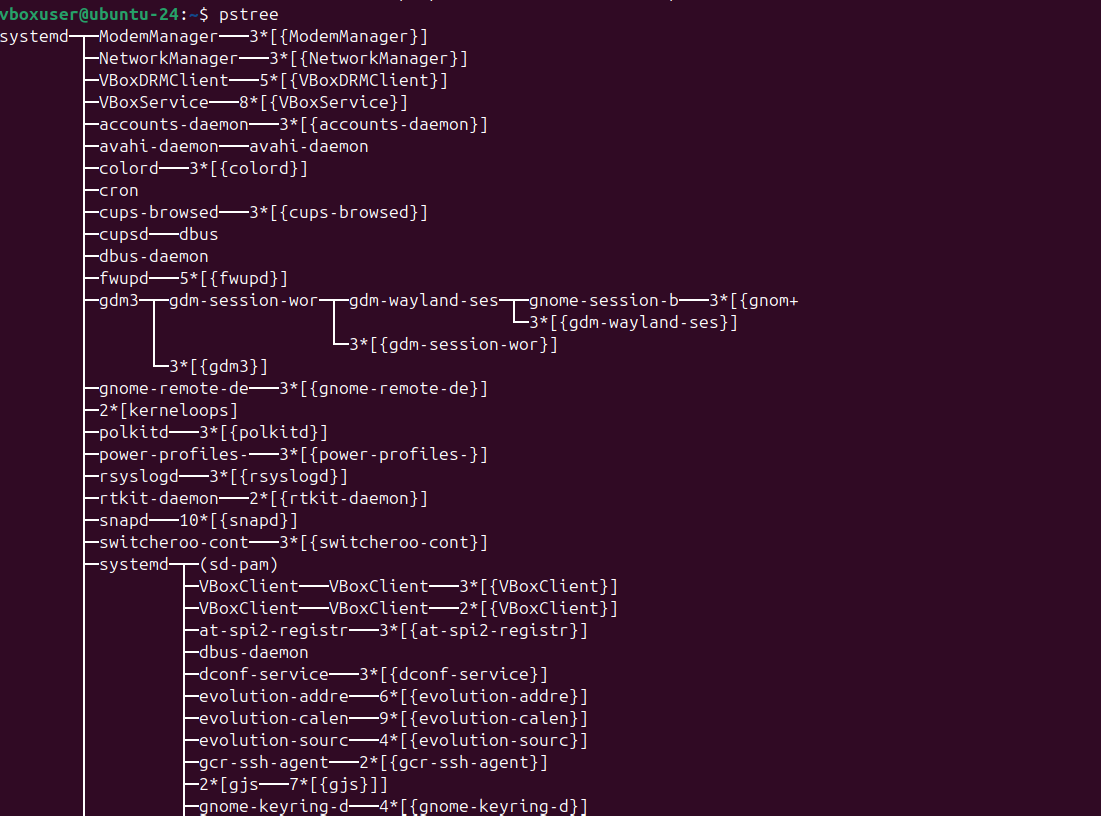 vboxuser@ubuntu-24:~$ pstree
systemd─┬─ModemManager───3*[{ModemManager}]
        ├─NetworkManager───3*[{NetworkManager}]
        ├─VBoxDRMClient───5*[{VBoxDRMClient}]
        ├─VBoxService───8*[{VBoxService}]
        ├─accounts-daemon───3*[{accounts-daemon}]
        ├─avahi-daemon───avahi-daemon
        ├─colord───3*[{colord}]
        ├─cron
        ├─cups-browsed───3*[{cups-browsed}]
        ├─cupsd───dbus
        ├─dbus-daemon
        ├─fwupd───5*[{fwupd}]
        ├─gdm3─┬─gdm-session-wor─┬─gdm-wayland-ses─┬─gnome-session-b───3*[{gnom+
        │      │                 │                 └─3*[{gdm-wayland-ses}]
        │      │                 └─3*[{gdm-session-wor}]
        │      └─3*[{gdm3}]
        ├─gnome-remote-de───3*[{gnome-remote-de}]
        ├─2*[kerneloops]
        ├─polkitd───3*[{polkitd}]
        ├─power-profiles-───3*[{power-profiles-}]
        ├─rsyslogd───3*[{rsyslogd}]
        ├─rtkit-daemon───2*[{rtkit-daemon}]
        ├─snapd───10*[{snapd}]
        ├─switcheroo-cont───3*[{switcheroo-cont}]
        ├─systemd─┬─(sd-pam)
        │         ├─VBoxClient───VBoxClient───3*[{VBoxClient}]
        │         ├─VBoxClient───VBoxClient───2*[{VBoxClient}]
        │         ├─at-spi2-registr───3*[{at-spi2-registr}]
        │         ├─dbus-daemon
        │         ├─dconf-service───3*[{dconf-service}]
        │         ├─evolution-addre───6*[{evolution-addre}]
        │         ├─evolution-calen───9*[{evolution-calen}]
        │         ├─evolution-sourc───4*[{evolution-sourc}]
        │         ├─gcr-ssh-agent───2*[{gcr-ssh-agent}]
        │         ├─2*[gjs───7*[{gjs}]]
        │         ├─gnome-keyring-d───4*[{gnome-keyring-d}]